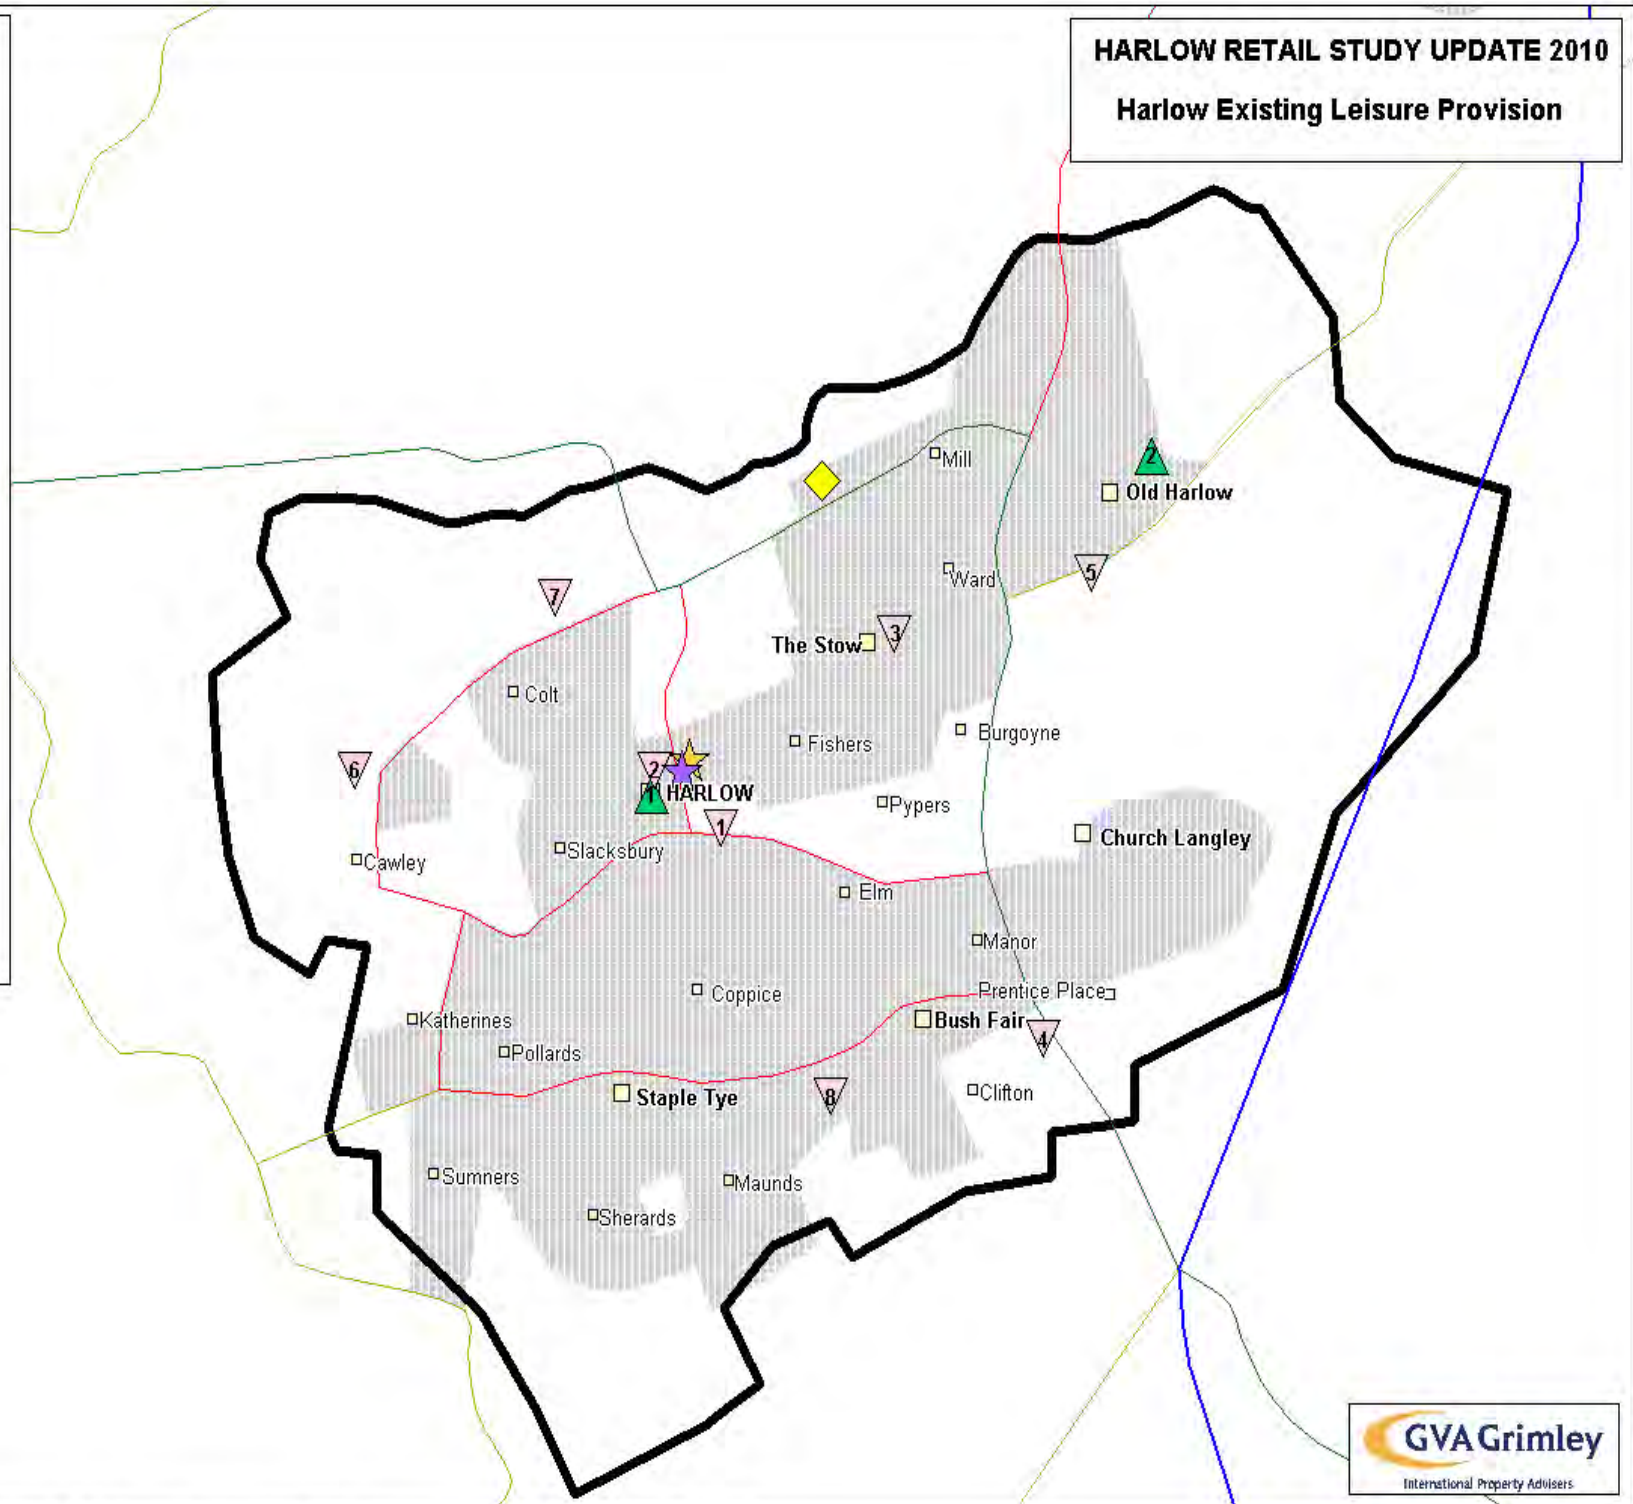 HARLOW RETAIL STUDY UPDATE 2010
Harlow Existing Leisure Provision
Mill
2
Old Harlow
5
Ward
7
3
The Stow
Colt
Burgoyne
Fishers
6
2
HARLOW
1
Pypers
1
Church Langley
Slacksbury
Cawley
Elm
Manor
Coppice
Prentice Place
Katherines
Bush Fair
4
Pollards
Staple Tye
8
Clifton
Sumners
Maunds
Sherards
GVA Grimley
International Property Advisers